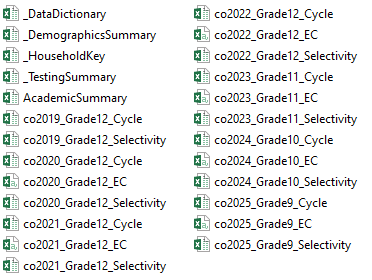 _DataDictionary
_DemographicsSummary
_HouseholdKey
_TestingSummary
AcademicSummary
co2019_Grade12_Cycle
co2019_Grade12_Selectivity
co2020_Grade12_Cycle
co2020_Grade12_EC
co2020_Grade12_Selectivity
co2021_Grade12_Cycle
co2021_Grade12_EC
co2021_Grade12_Selectivity
co2022_Grade12_Cycle
co2022_Grade12_EC
co2022_Grade12_Selectivity
co2023_Grade11_Cycle
co2023_Grade11_EC
co2023_Grade11_Selectivity
co2024_Grade10_Cycle
co2024_Grade10_EC
co2024_Grade10_Selectivity
co2025_Grade9_Cycle
co2025_Grade9_EC
co2025_Grade9_Selectivity